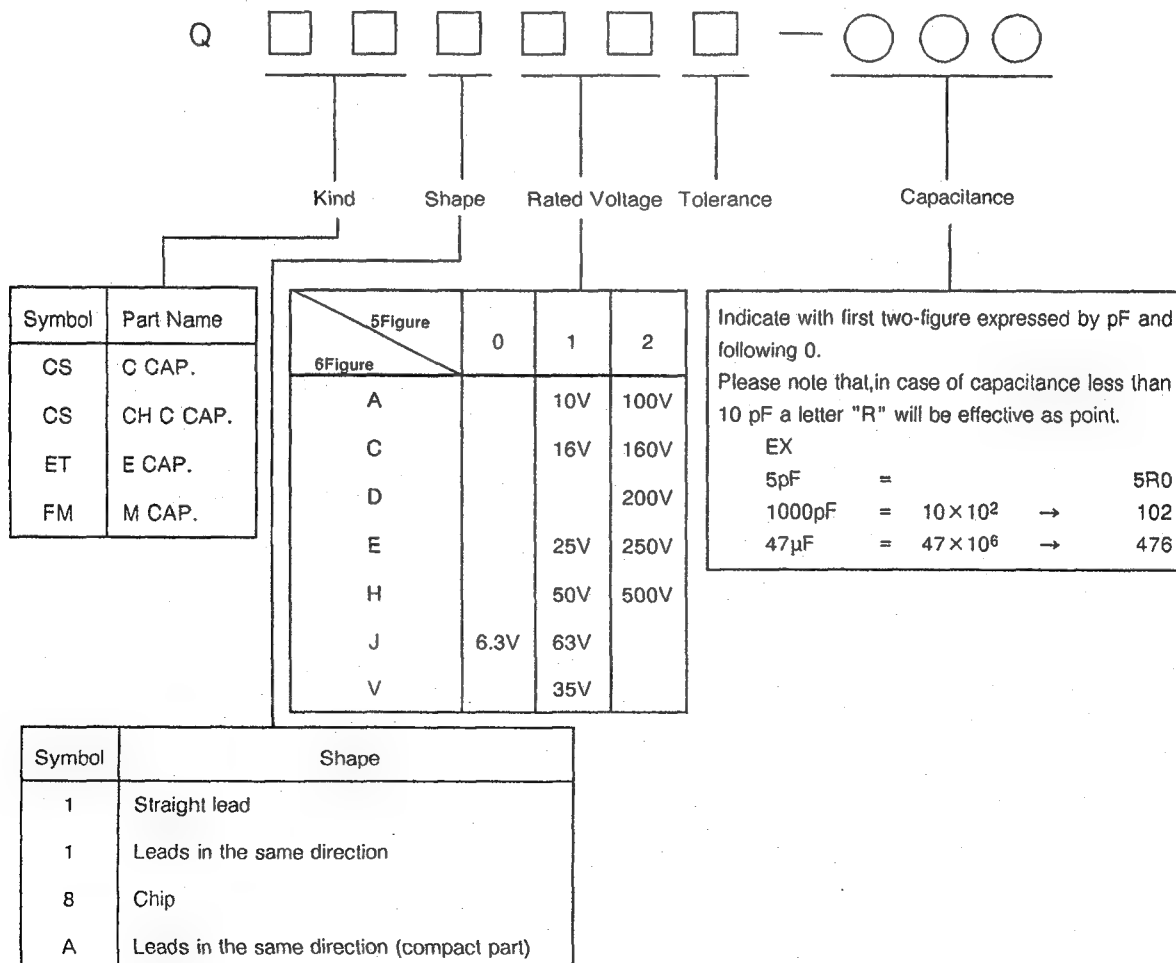 Q —
Kind Shape Rated Voltage Tolerance Capacitance
Symbol Part Name
CS C CAP.
CS CH C CAP.
ET E CAP.
FM M CAP.
5Figure 0 1 2
6Figure
A 10V 100V
C 16V 160V
D 200V
E 25V 250V
H 50V 500V
J 6.3V 63V
V 35V
Indicate with first two-figure expressed by pF and
following 0.
Please note that,in case of capacitance less than
10 pF a letter "R" will be effective as point.
EX
5pF = 5R0
1000pF = 10×10² → 102
47µF = 47×10⁶ → 476
Symbol Shape
1 Straight lead
1 Leads in the same direction
8 Chip
A Leads in the same direction (compact part)